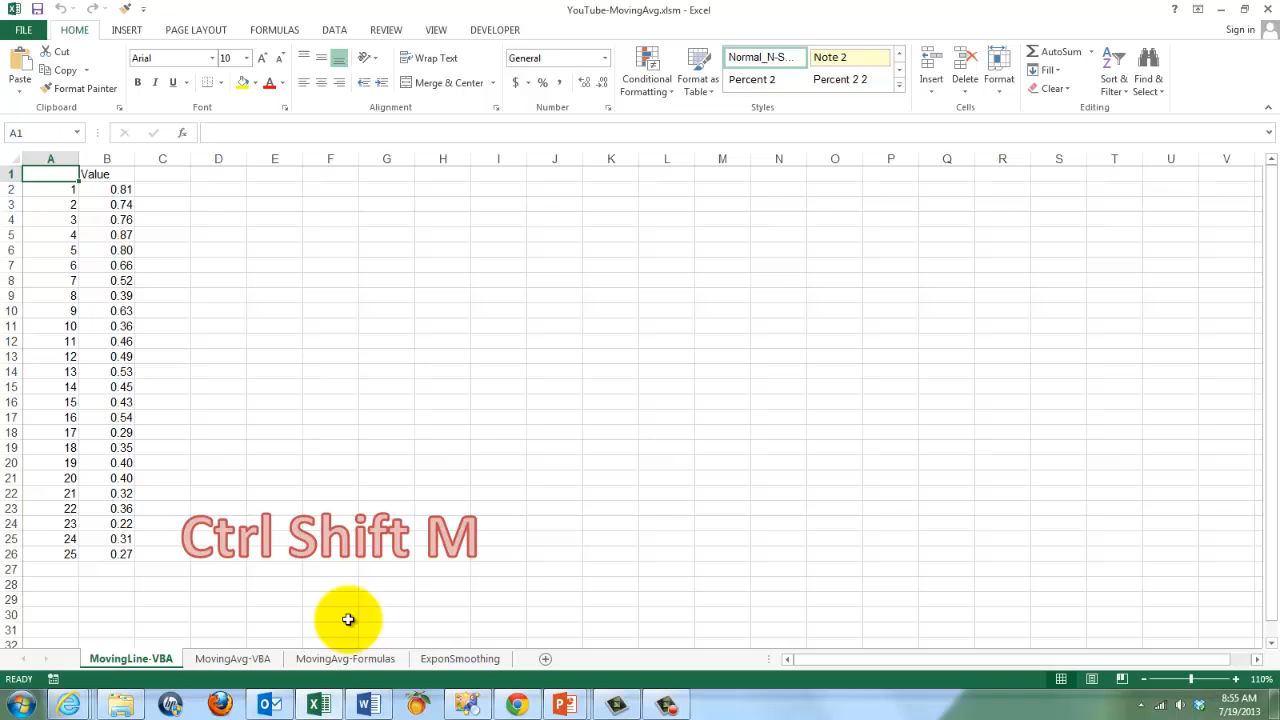 YouTube-MovingAvg.xlsm - Excel
FILE HOME INSERT PAGE LAYOUT FORMULAS DATA REVIEW VIEW DEVELOPER Sign in
Paste Cut Copy Format Painter Clipboard
Arial 10 B I U A A A Font
Wrap Text Merge & Center Alignment
General $ % , Number
Conditional Formatting Format as Table
Normal_N-S... Note 2
Percent 2 Percent 2 2
Styles
Insert Delete Format Cells
AutoSum Fill Clear Sort & Filter Find & Select Editing
A1 fx
A B C D E F G H I J K L M N O P Q R S T U V
1 Value
2 1 0.81
3 2 0.74
4 3 0.76
5 4 0.87
6 5 0.80
7 6 0.66
8 7 0.52
9 8 0.39
10 9 0.63
11 10 0.36
12 11 0.46
13 12 0.49
14 13 0.53
15 14 0.45
16 15 0.43
17 16 0.54
18 17 0.29
19 18 0.35
20 19 0.40
21 20 0.40
22 21 0.32
23 22 0.36
24 23 0.22
25 24 0.31
26 25 0.27
Ctrl Shift M
27
28
29
30
31
32
MovingLine-VBA MovingAvg-VBA MovingAvg-Formulas ExponSmoothing
READY 110%
8:55 AM
7/19/2013